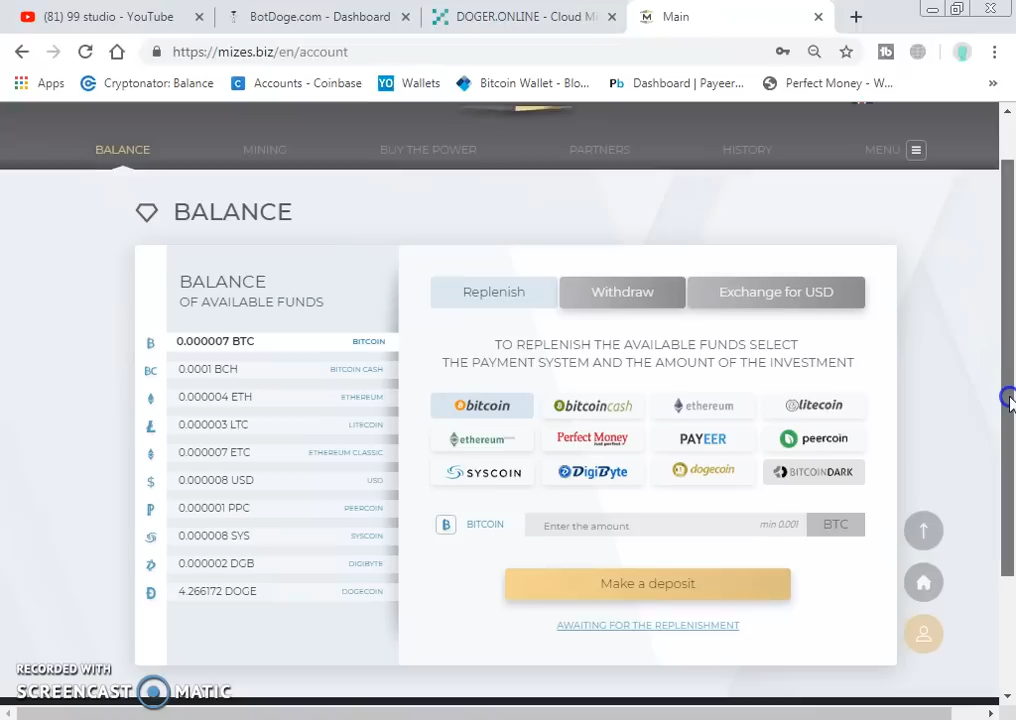 (81) 99 studio - YouTube
BotDoge.com - Dashboard
DOGER.ONLINE - Cloud Mi
Main
https://mizes.biz/en/account
Apps
Cryptonator: Balance
Accounts - Coinbase
YO Wallets
Bitcoin Wallet - Blo...
Pb Dashboard | Payeer...
Perfect Money - W...
»
BALANCE
MINING
BUY THE POWER
PARTNERS
HISTORY
MENU
BALANCE
BALANCE
OF AVAILABLE FUNDS
0.000007 BTC BITCOIN
0.0001 BCH BITCOIN CASH
0.000004 ETH ETHEREUM
0.000003 LTC LITECOIN
0.000007 ETC ETHEREUM CLASSIC
$ 0.000008 USD USD
0.000001 PPC PEERCOIN
0.000008 SYS SYSCOIN
0.000002 DGB DIGIBYTE
4.266172 DOGE DOGECOIN
Replenish
Withdraw
Exchange for USD
TO REPLENISH THE AVAILABLE FUNDS SELECT
THE PAYMENT SYSTEM AND THE AMOUNT OF THE INVESTMENT
bitcoin
bitcoincash
ethereum
litecoin
ethereum
Perfect Money
PAYEER
peercoin
SYSCOIN
DigiByte
dogecoin
BITCOINDARK
BITCOIN
Enter the amount
min 0.001
BTC
Make a deposit
AWAITING FOR THE REPLENISHMENT
RECORDED WITH
SCREENCAST MATIC